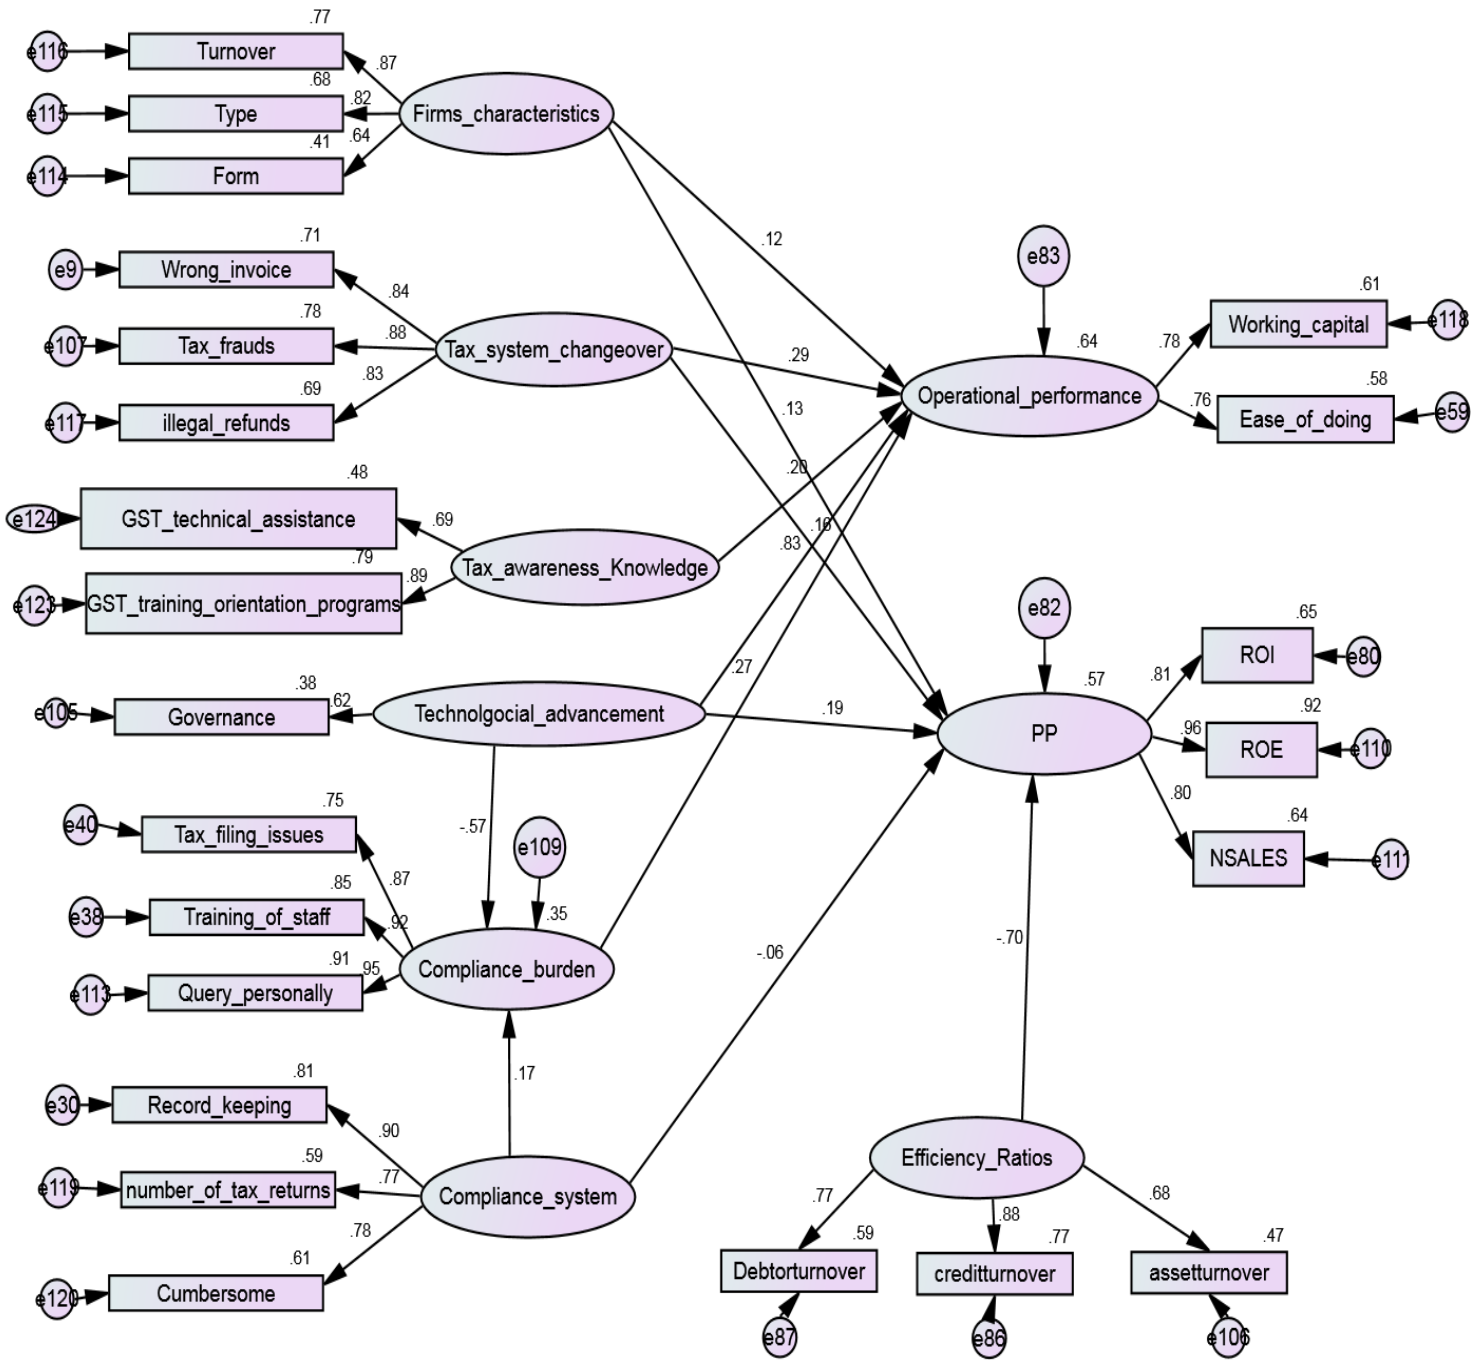 .77
e116
Turnover
.87
.68
e115
Type
.82
Firms_characteristics
.64
.41
e114
Form
.71
e9
Wrong_invoice
.84
.78
e107
Tax_frauds
.88
Tax_system_changeover
.83
.69
e117
illegal_refunds
.12
.29
.13
e83
.64
Operational_performance
.78
.61
Working_capital
e118
.76
.58
Ease_of_doing
e59
.48
e124
GST_technical_assistance
.69
.79
e123
GST_training_orientation_programs
.89
Tax_awareness_Knowledge
.20
.16
.83
.38
e105
Governance
.62
Technolgocial_advancement
.27
.19
e82
.57
PP
.81
.65
ROI
e80
.96
.92
ROE
e110
.80
.64
NSALES
e111
-.57
e109
.35
.75
e40
Tax_filing_issues
.87
.85
e38
Training_of_staff
.92
Compliance_burden
.91
e113
Query_personally
.95
-.06
-.70
.17
.81
e30
Record_keeping
.90
.59
e119
number_of_tax_returns
.77
Compliance_system
.78
.61
e120
Cumbersome
Efficiency_Ratios
.77
.88
.68
.59
Debtorturnover
e87
.77
creditturnover
e86
.47
assetturnover
e106